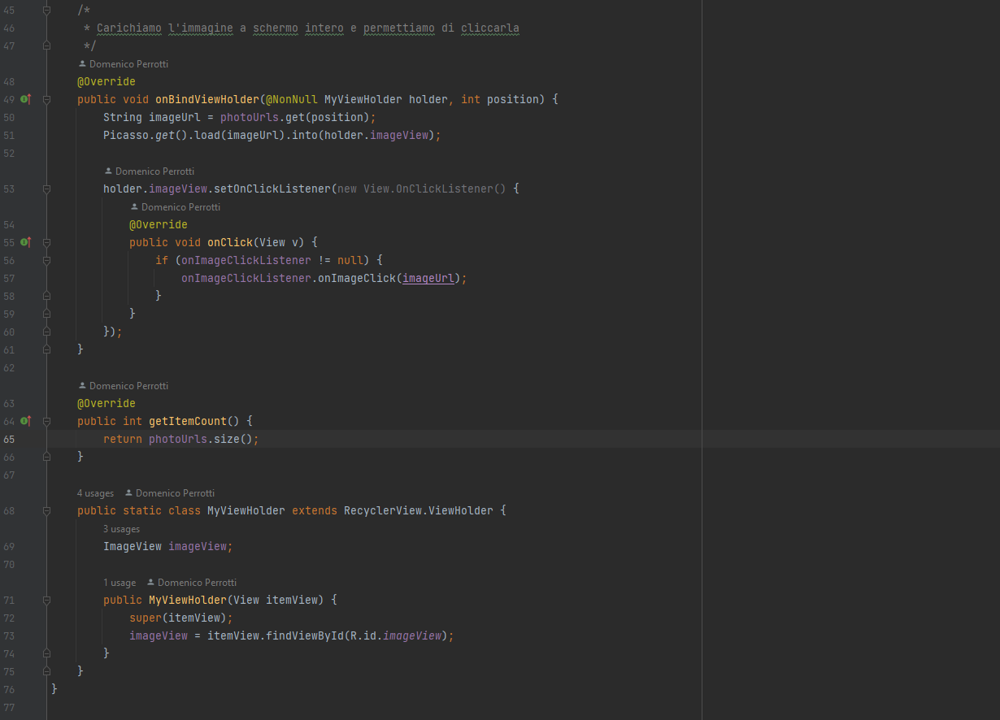 45 /*
46 * Carichiamo l'immagine a schermo intero e permettiamo di cliccarla
47 */
Domenico Perrotti
48 @Override
49 public void onBindViewHolder(@NonNull MyViewHolder holder, int position) {
50 String imageUrl = photoUrls.get(position);
51 Picasso.get().load(imageUrl).into(holder.imageView);
52
Domenico Perrotti
53 holder.imageView.setOnClickListener(new View.OnClickListener() {
Domenico Perrotti
54 @Override
55 public void onClick(View v) {
56 if (onImageClickListener != null) {
57 onImageClickListener.onImageClick(imageUrl);
58 }
59 }
60 });
61 }
62
Domenico Perrotti
63 @Override
64 public int getItemCount() {
65 return photoUrls.size();
66 }
67
4 usages Domenico Perrotti
68 public static class MyViewHolder extends RecyclerView.ViewHolder {
3 usages
69 ImageView imageView;
70
1 usage Domenico Perrotti
71 public MyViewHolder(View itemView) {
72 super(itemView);
73 imageView = itemView.findViewById(R.id.imageView);
74 }
75 }
76 }
77